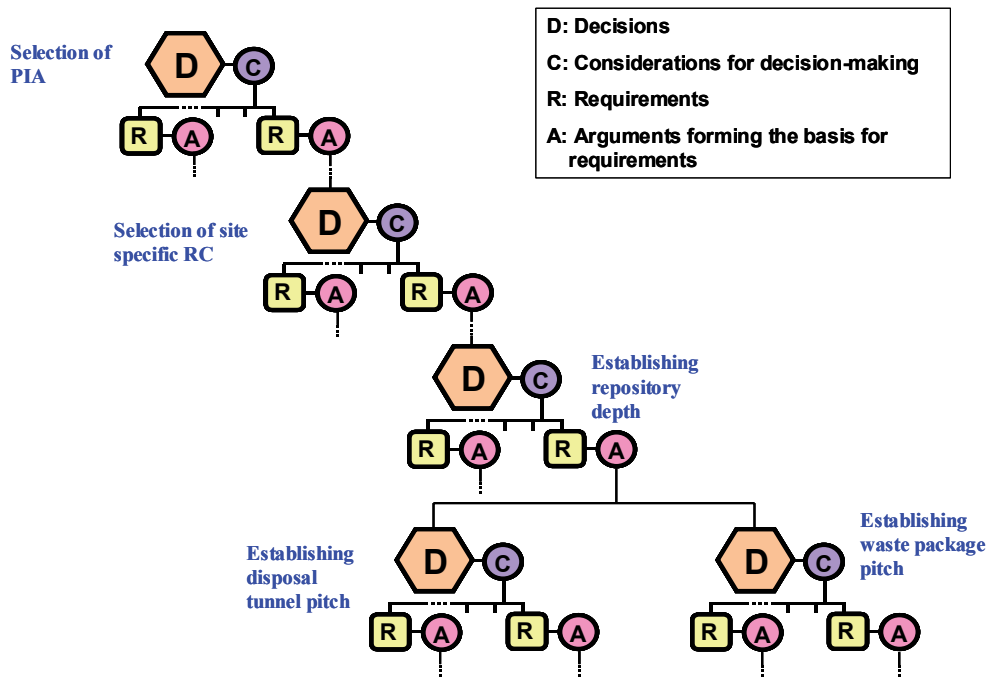 D: Decisions
C: Considerations for decision-making
R: Requirements
A: Arguments forming the basis for
requirements
Selection of
PIA
D
C
R
A
R
A
Selection of site
specific RC
D
C
R
A
R
A
Establishing
repository
depth
D
C
R
A
R
A
Establishing
disposal
tunnel pitch
D
C
R
A
R
A
Establishing
waste package
pitch
D
C
R
A
R
A